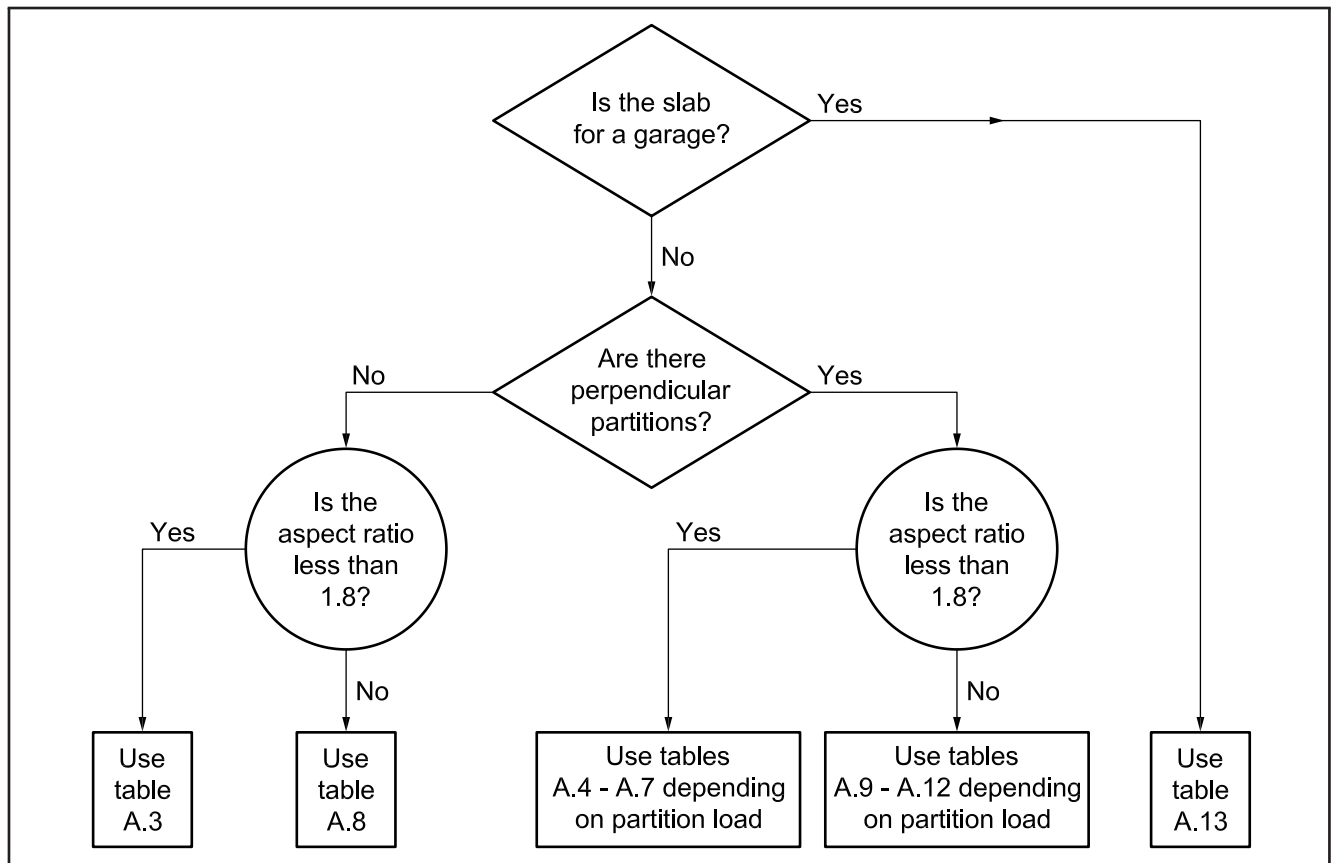 Is the slab
for a garage?
Yes
No
Are there
perpendicular
partitions?
No
Yes
Is the
aspect ratio
less than
1.8?
Yes
No
Is the
aspect ratio
less than
1.8?
Yes
No
Use
table
A.3
Use
table
A.8
Use tables
A.4 - A.7 depending
on partition load
Use tables
A.9 - A.12 depending
on partition load
Use
table
A.13